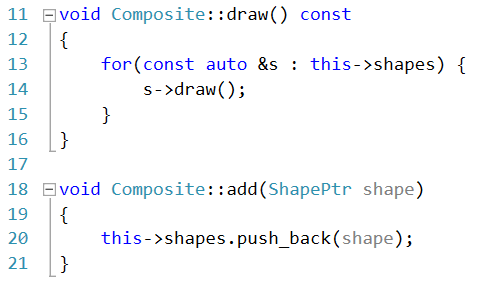 11 void Composite::draw() const
12 {
13     for(const auto &s : this->shapes) {
14         s->draw();
15     }
16 }
17
18 void Composite::add(ShapePtr shape)
19 {
20     this->shapes.push_back(shape);
21 }